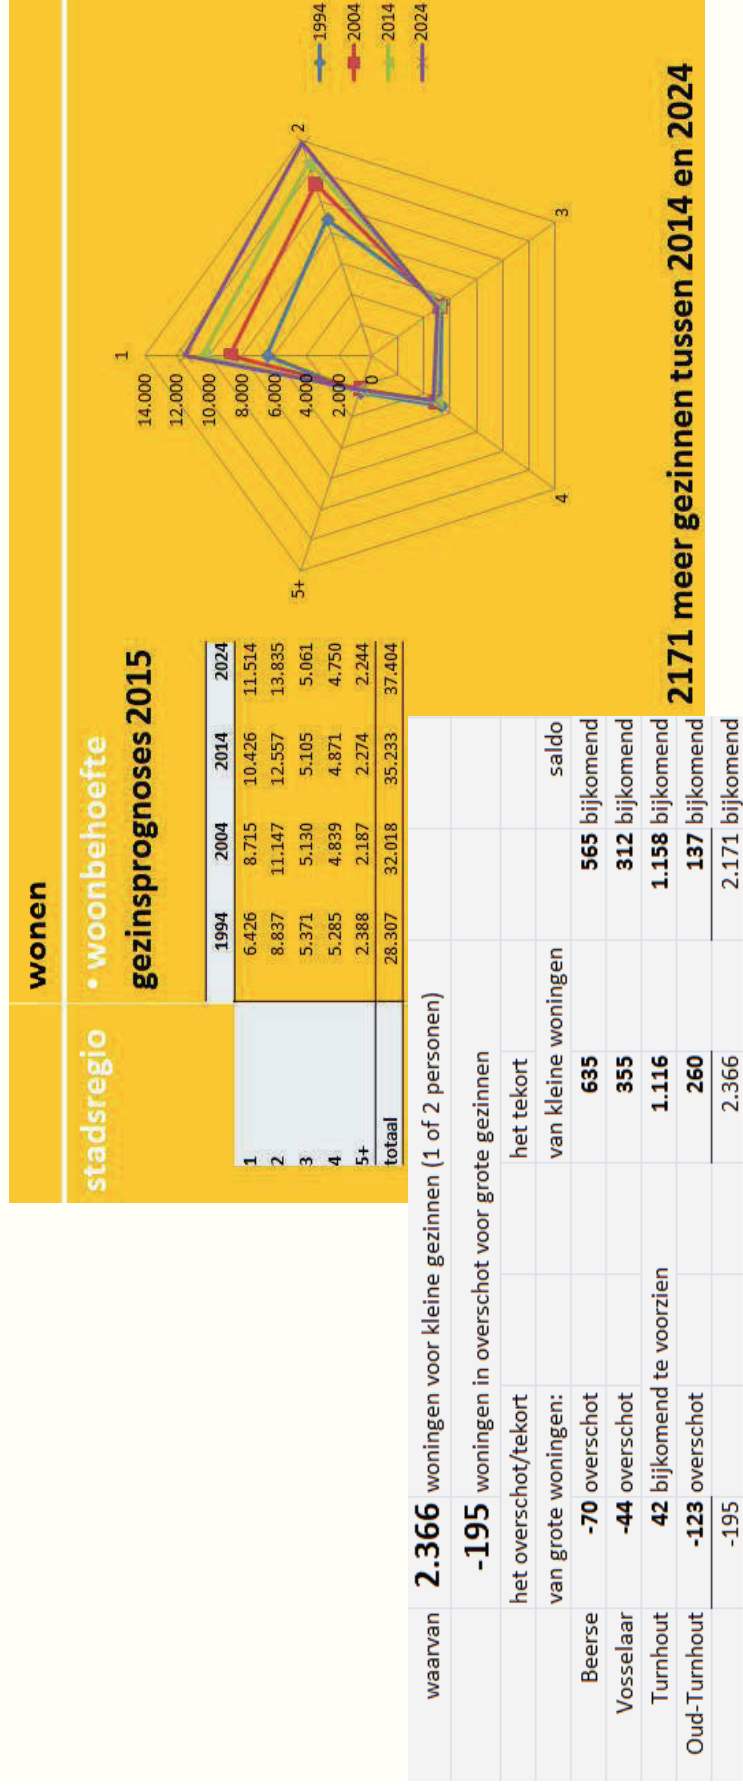 wonen
stadsregio • woonbehoefte
gezinsprognoses 2015
1994 2004 2014 2024
1 6.426 8.715 10.426 11.514
2 8.837 11.147 12.557 13.835
3 5.371 5.130 5.105 5.061
4 5.285 4.839 4.871 4.750
5+ 2.388 2.187 2.274 2.244
totaal 28.307 32.018 35.233 37.404
1
14.000
12.000
10.000
8.000
6.000
4.000
2.000
0
2
3
4
5+
1994
2004
2014
2024
2171 meer gezinnen tussen 2014 en 2024
waarvan 2.366 woningen voor kleine gezinnen (1 of 2 personen)
-195 woningen in overschot voor grote gezinnen
het overschot/tekort het tekort
van grote woningen: van kleine woningen saldo
Beerse -70 overschot 635 565 bijkomend
Vosselaar -44 overschot 355 312 bijkomend
Turnhout 42 bijkomend te voorzien 1.116 1.158 bijkomend
Oud-Turnhout -123 overschot 260 137 bijkomend
-195 2.366 2.171 bijkomend